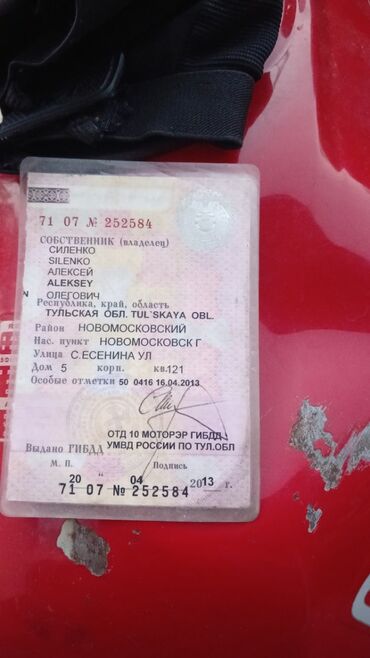 71 07 № 252584
СОБСТВЕННИК (владелец)
СИЛЕНКО
SILENKO
АЛЕКСЕЙ
ALEKSEY
ОЛЕГОВИЧ
Республика, край, область
ТУЛЬСКАЯ ОБЛ. TUL`SKAYA OBL.
Район НОВОМОСКОВСКИЙ
Нас. пункт НОВОМОСКОВСК Г
Улица С.ЕСЕНИНА УЛ
Дом 5 корп. кв.121
Особые отметки 50 0416 16.04.2013
ОТД 10 МОТОРЭР ГИБДД
Выдано ГИБДД УМВД РОССИИ ПО ТУЛ.ОБЛ
М. П. Подпись
20 " 04 2013 г.
71 07 № 252584